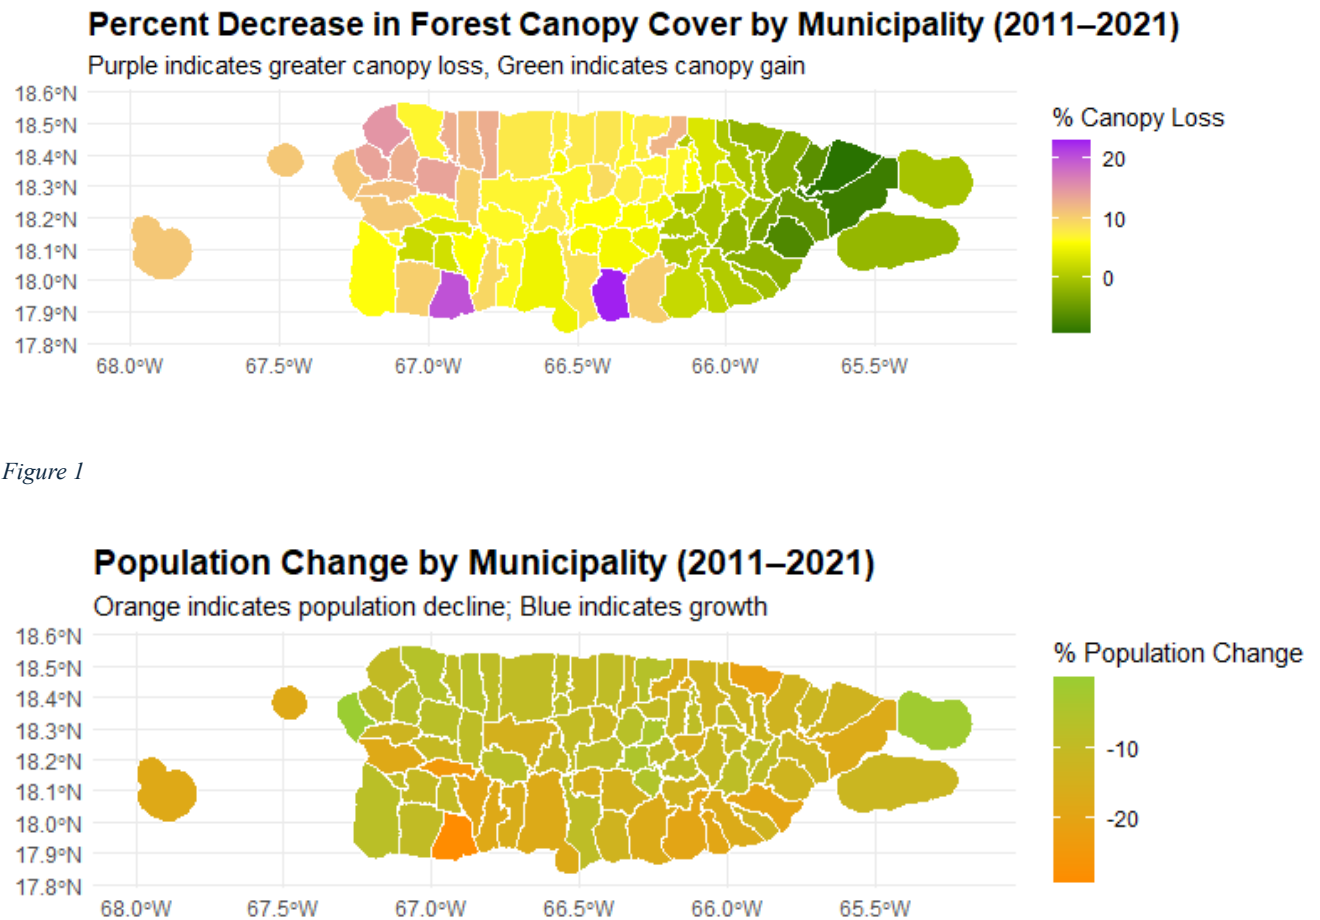 Percent Decrease in Forest Canopy Cover by Municipality (2011–2021)
Purple indicates greater canopy loss, Green indicates canopy gain
18.6°N
18.5°N
18.4°N
18.3°N
18.2°N
18.1°N
18.0°N
17.9°N
17.8°N
68.0°W 67.5°W 67.0°W 66.5°W 66.0°W 65.5°W
% Canopy Loss
20
10
0
Figure 1
Population Change by Municipality (2011–2021)
Orange indicates population decline; Blue indicates growth
18.6°N
18.5°N
18.4°N
18.3°N
18.2°N
18.1°N
18.0°N
17.9°N
17.8°N
68.0°W 67.5°W 67.0°W 66.5°W 66.0°W 65.5°W
% Population Change
-10
-20